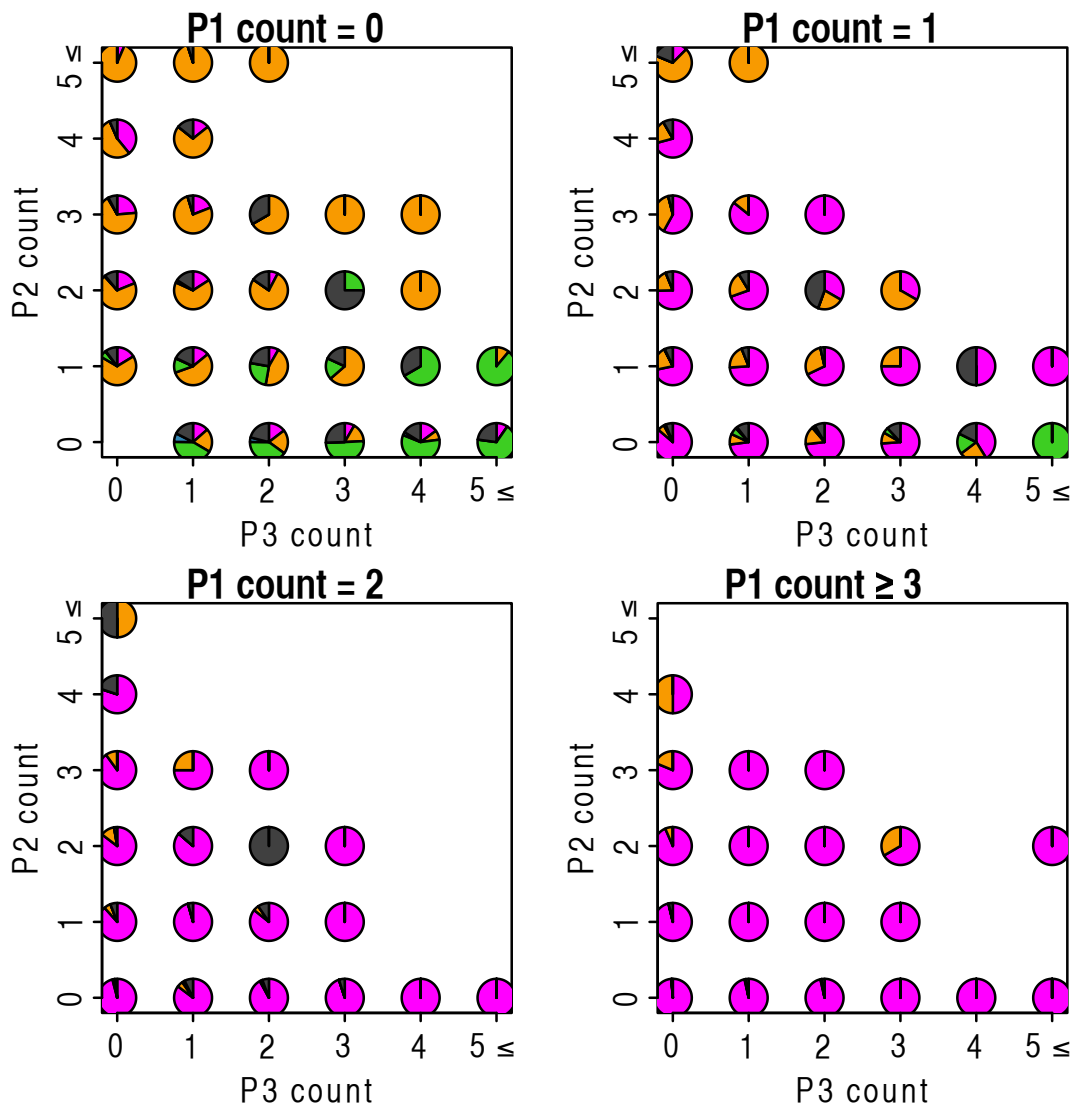 P1 count = 0
P2 count
5 ≤
4
3
2
1
0
0 1 2 3 4 5 ≤
P3 count
P1 count = 1
P2 count
5 ≤
4
3
2
1
0
0 1 2 3 4 5 ≤
P3 count
P1 count = 2
P2 count
5 ≤
4
3
2
1
0
0 1 2 3 4 5 ≤
P3 count
P1 count ≥ 3
P2 count
5 ≤
4
3
2
1
0
0 1 2 3 4 5 ≤
P3 count